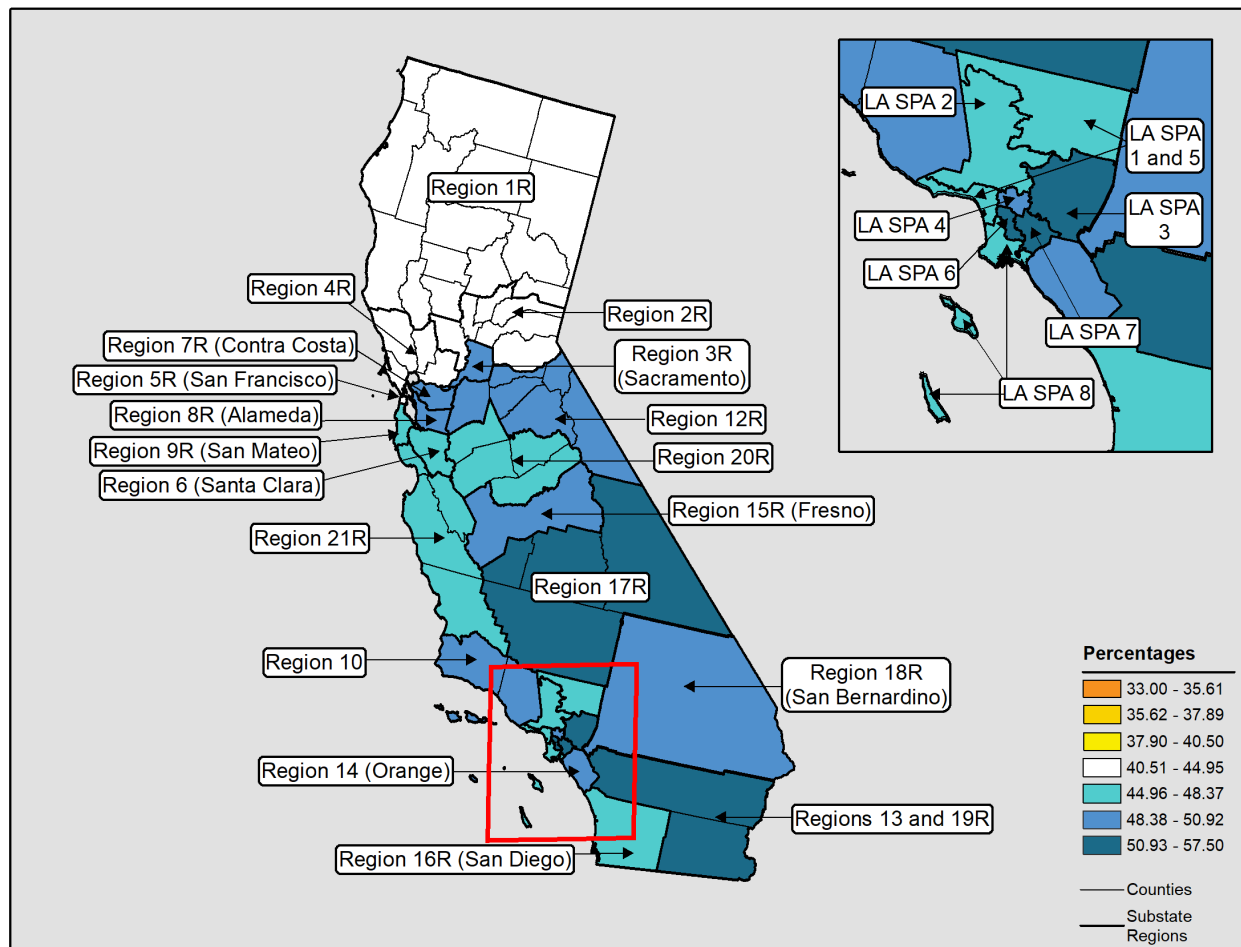 Region 1R
Region 4R
Region 2R
Region 7R (Contra Costa)
Region 3R
(Sacramento)
Region 5R (San Francisco)
Region 8R (Alameda)
Region 12R
Region 9R (San Mateo)
Region 20R
Region 6 (Santa Clara)
Region 15R (Fresno)
Region 21R
Region 17R
Region 10
Region 18R
(San Bernardino)
Region 14 (Orange)
Regions 13 and 19R
Region 16R (San Diego)
LA SPA 2
LA SPA
1 and 5
LA SPA 4
LA SPA
3
LA SPA 6
LA SPA 7
LA SPA 8
Percentages
33.00 - 35.61
35.62 - 37.89
37.90 - 40.50
40.51 - 44.95
44.96 - 48.37
48.38 - 50.92
50.93 - 57.50
Counties
Substate
Regions